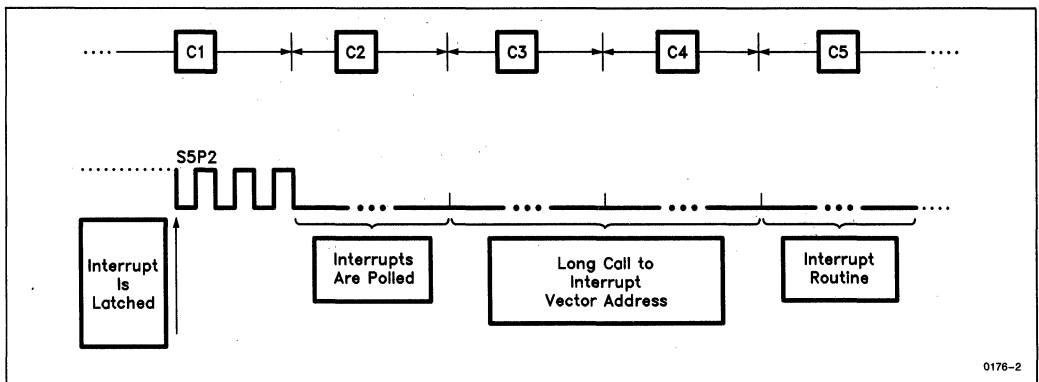 C1 C2 C3 C4 C5
S5P2
Interrupt
Is
Latched
Interrupts
Are Polled
Long Call to
Interrupt
Vector Address
Interrupt
Routine
0176-2